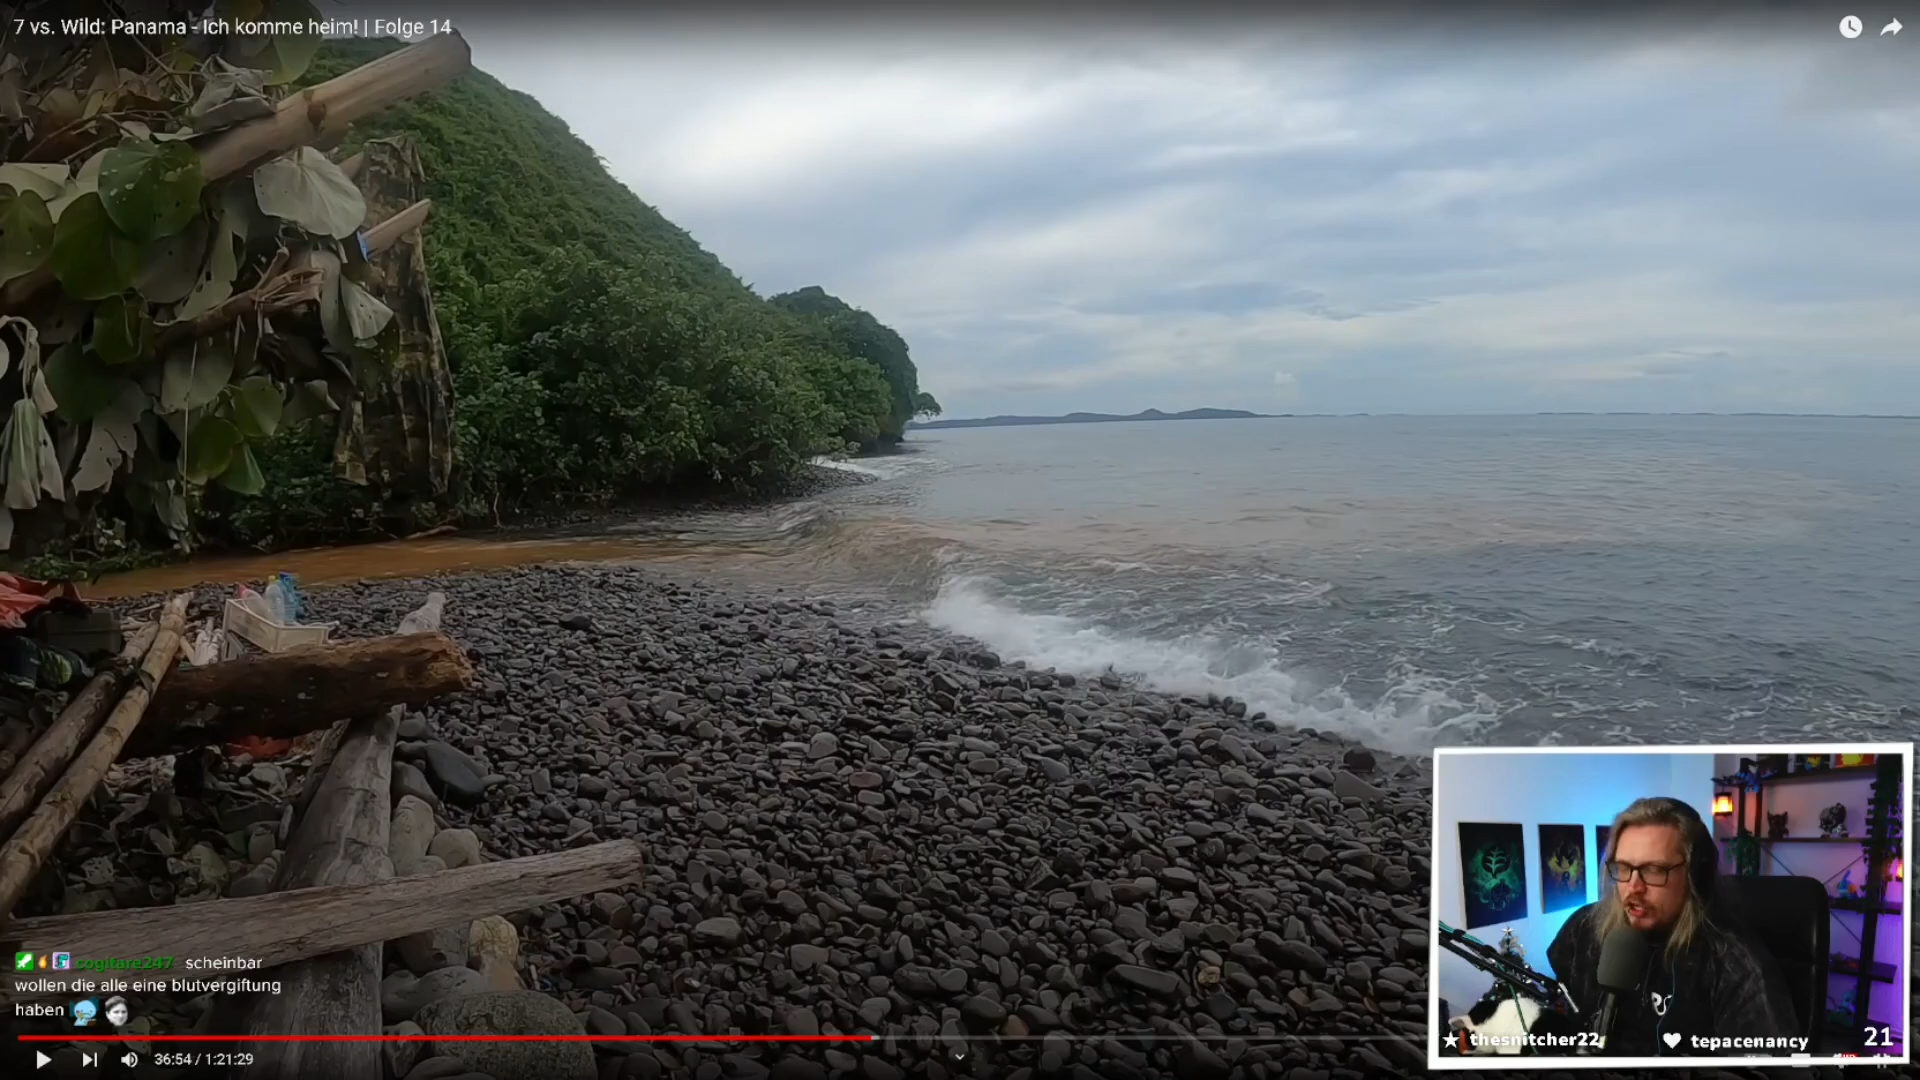 7 vs. Wild: Panama - Ich komme heim! | Folge 14
cogitare247 scheinbar
wollen die alle eine blutvergiftung
haben
36:54 / 1:21:29
thesnitcher22
tepacenancy
21